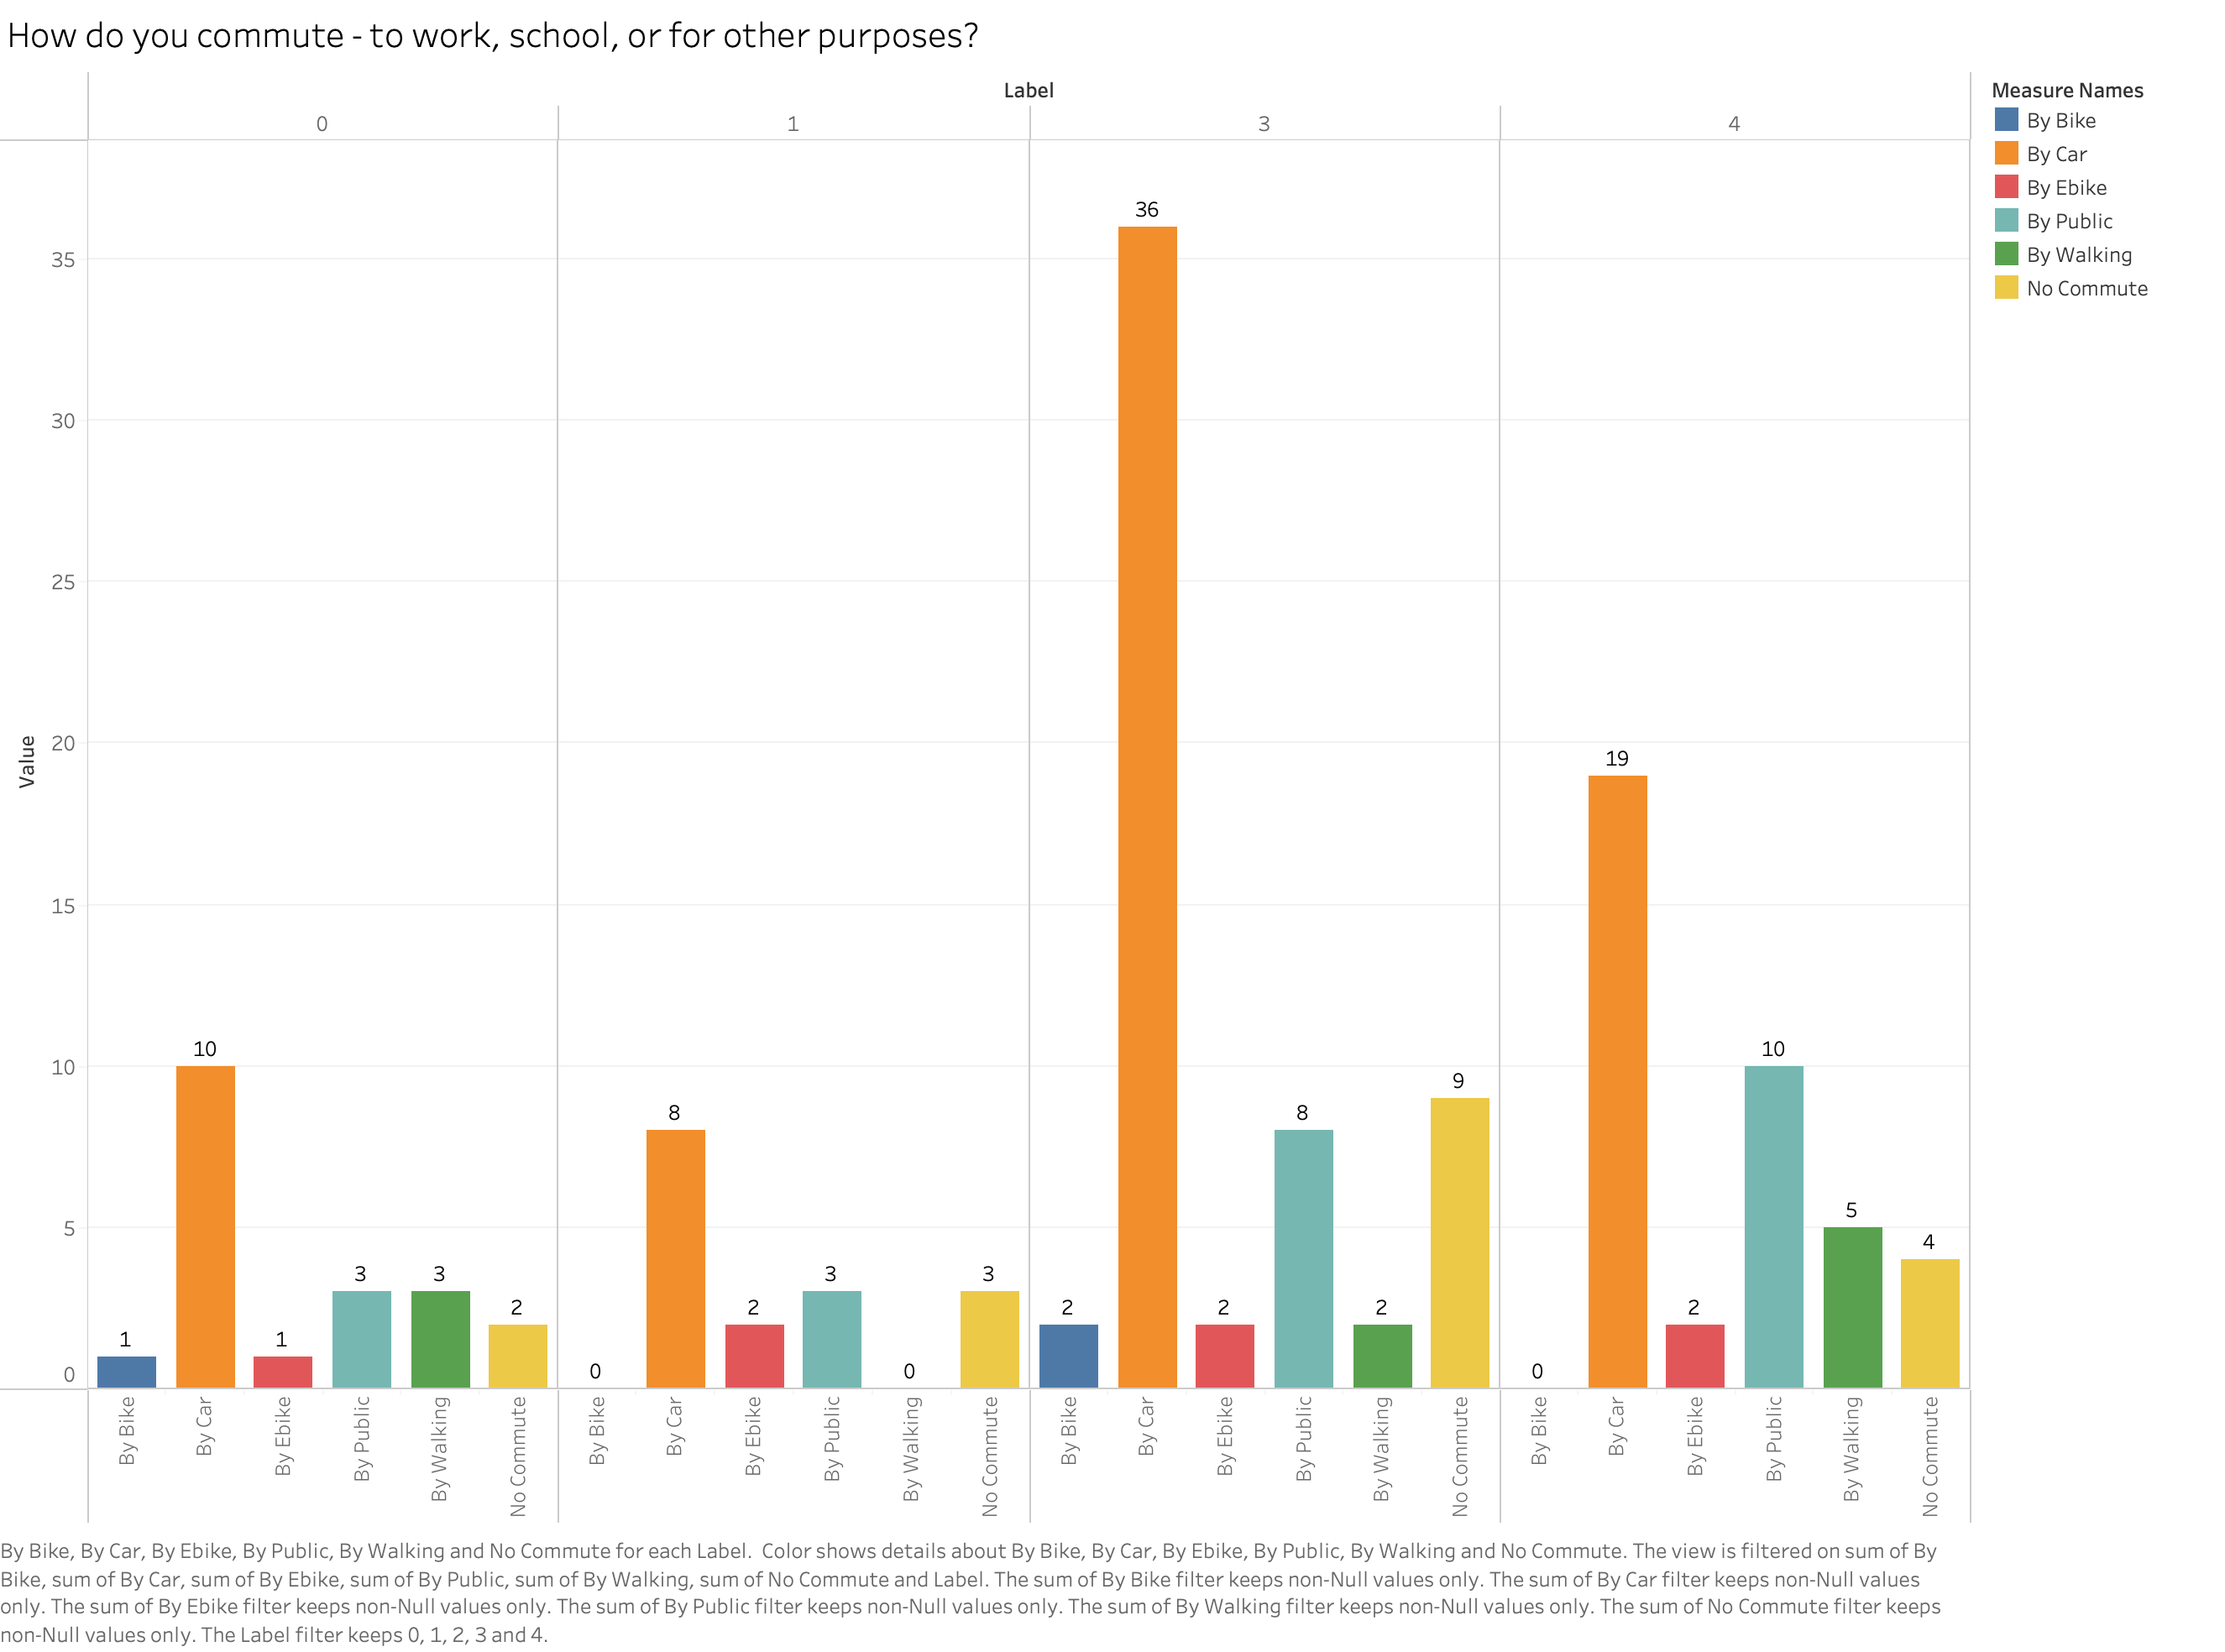 How do you commute - to work, school, or for other purposes?
Label
0 1 3 4
Measure Names
By Bike
By Car
By Ebike
By Public
By Walking
No Commute
Value
35
30
25
20
15
10
5
0
1 10 1 3 3 2
0 8 2 3 0 3
2 36 2 8 2 9
0 19 2 10 5 4
By Bike By Car By Ebike By Public By Walking No Commute
By Bike By Car By Ebike By Public By Walking No Commute
By Bike By Car By Ebike By Public By Walking No Commute
By Bike By Car By Ebike By Public By Walking No Commute
By Bike, By Car, By Ebike, By Public, By Walking and No Commute for each Label.  Color shows details about By Bike, By Car, By Ebike, By Public, By Walking and No Commute. The view is filtered on sum of By
Bike, sum of By Car, sum of By Ebike, sum of By Public, sum of By Walking, sum of No Commute and Label. The sum of By Bike filter keeps non-Null values only. The sum of By Car filter keeps non-Null values
only. The sum of By Ebike filter keeps non-Null values only. The sum of By Public filter keeps non-Null values only. The sum of By Walking filter keeps non-Null values only. The sum of No Commute filter keeps
non-Null values only. The Label filter keeps 0, 1, 2, 3 and 4.